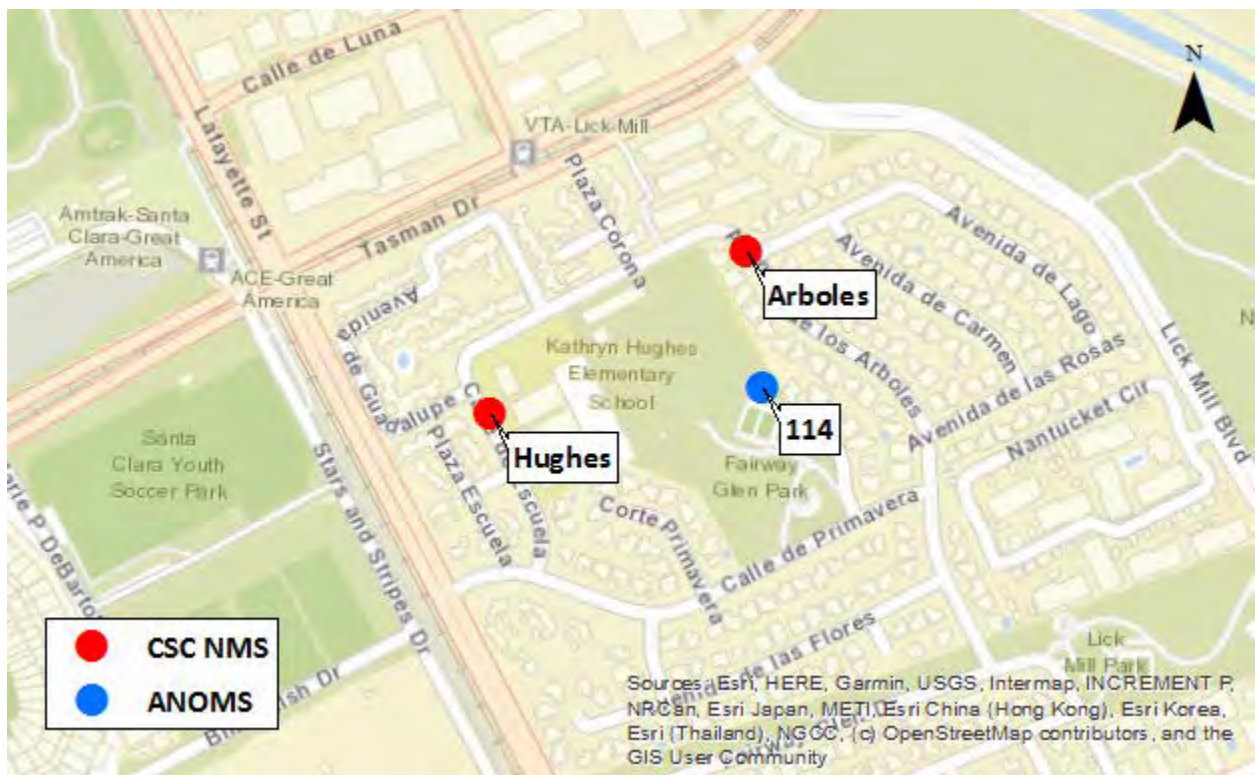 Calle de Luna
N
Lafayette St
VTA-Lick-Mill
Plaza Corona
Tasman Dr
Amtrak-Santa
Clara-Great
America
ACE-Great
America
Avenida de Lago
Avenida de Carmen
Arboles
de los Arboles
Avenida
de Guadalupe
Kathryn Hughes
Elementary
School
Lick Mill Blvd
Avenida de las Rosas
Nantucket Cir
114
Hughes
Plaza Escuela
Escuela
Santa
Clara Youth
Soccer Park
Stars and Stripes Dr
Fairway
Glen Park
Corte Primavera
Calle de Primavera
de las Flores
Lick
Mill Park
CSC NMS
ANOMS
Sources: Esri, HERE, Garmin, USGS, Intermap, INCREMENT P,
NRCan, Esri Japan, METI, Esri China (Hong Kong), Esri Korea,
Esri (Thailand), NGCC, (c) OpenStreetMap contributors, and the
GIS User Community